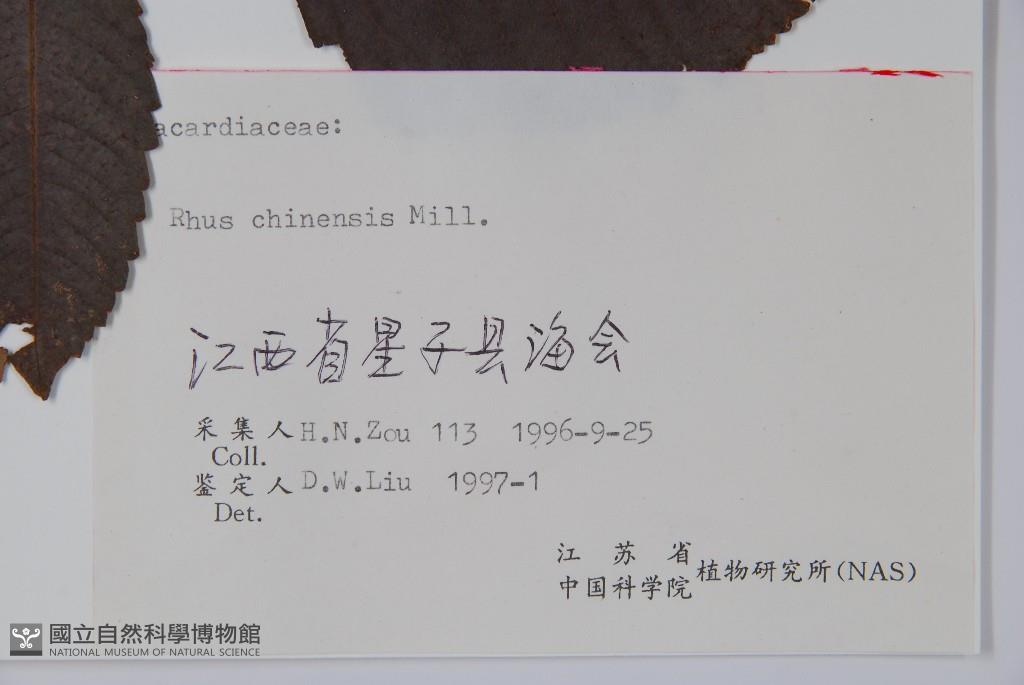 acardiaceae:
Rhus chinensis Mill.
江西省星子县海会
采集人 H.N.Zou 113 1996-9-25
Coll.
鉴定人 D.W.Liu 1997-1
Det.
江苏省
中国科学院 植物研究所(NAS)
國立自然科學博物館
NATIONAL MUSEUM OF NATURAL SCIENCE